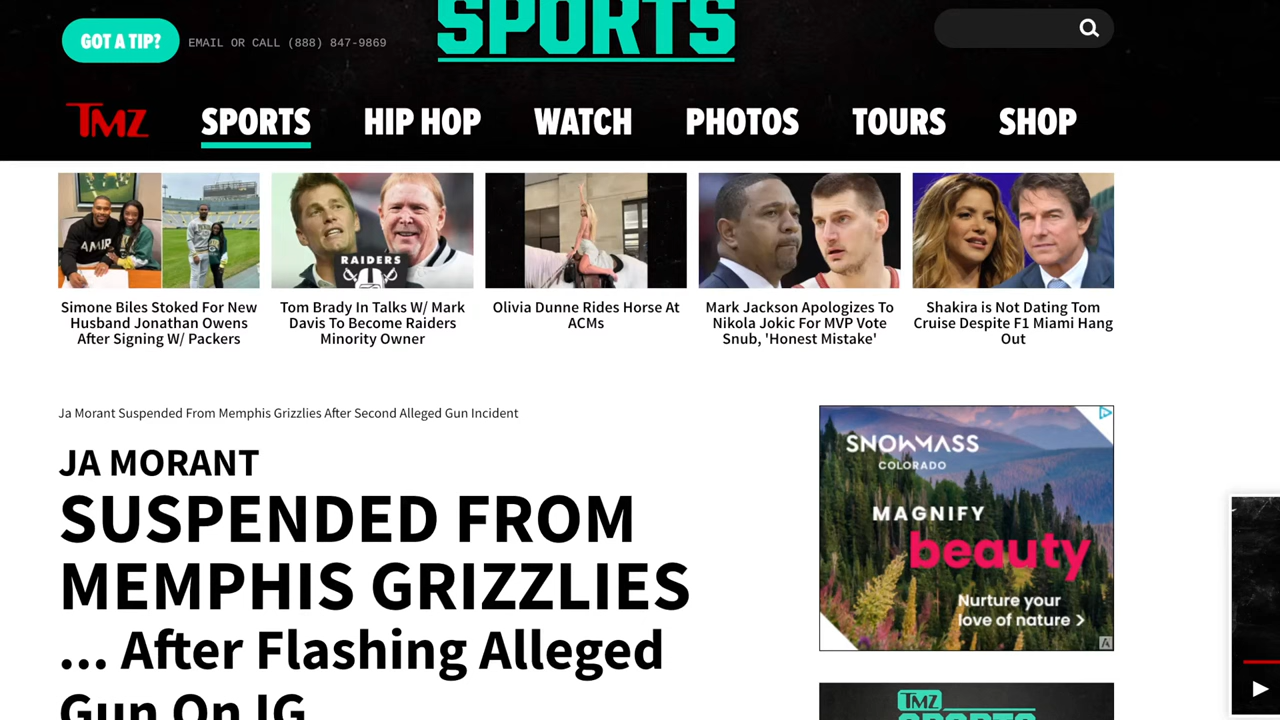 SPORTS
GOT A TIP?
EMAIL OR CALL (888) 847-9869
TMZ
SPORTS
HIP HOP
WATCH
PHOTOS
TOURS
SHOP
AMIR
RAIDERS
Simone Biles Stoked For New
Husband Jonathan Owens
After Signing W/ Packers
Tom Brady In Talks W/ Mark
Davis To Become Raiders
Minority Owner
Olivia Dunne Rides Horse At
ACMs
Mark Jackson Apologizes To
Nikola Jokic For MVP Vote
Snub, 'Honest Mistake'
Shakira is Not Dating Tom
Cruise Despite F1 Miami Hang
Out
Ja Morant Suspended From Memphis Grizzlies After Second Alleged Gun Incident
JA MORANT
SUSPENDED FROM
MEMPHIS GRIZZLIES
... After Flashing Alleged
Gun On IG
SNOWMASS
COLORADO
MAGNIFY
beauty
Nurture your
love of nature >
TMZ
SPORTS